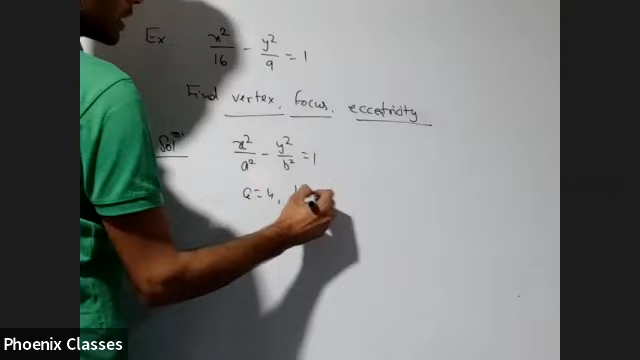 Ex. x²/16 - y²/9 = 1
Find vertex, focus, eccentricity
Solⁿ: x²/a² - y²/b² = 1
a = 4,
Phoenix Classes